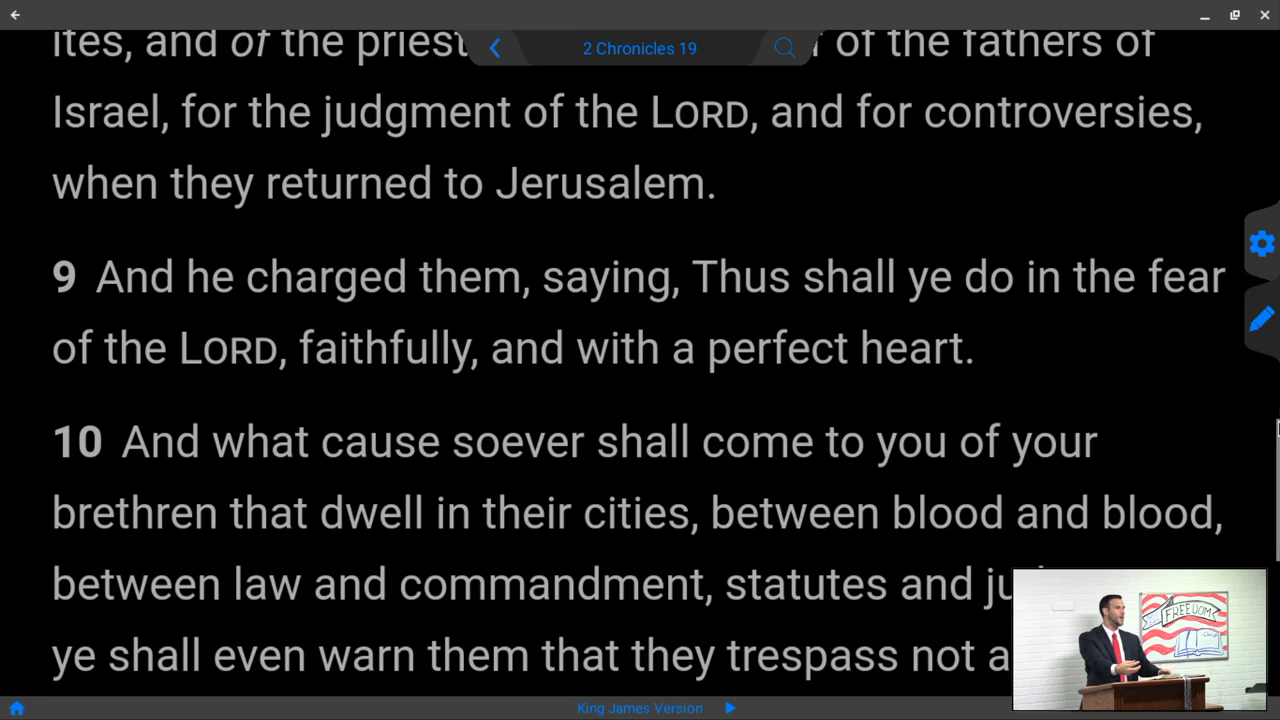 2 Chronicles 19
ites, and of the priest of the fathers of
Israel, for the judgment of the LORD, and for controversies,
when they returned to Jerusalem.
9 And he charged them, saying, Thus shall ye do in the fear
of the LORD, faithfully, and with a perfect heart.
10 And what cause soever shall come to you of your
brethren that dwell in their cities, between blood and blood,
between law and commandment, statutes and
ye shall even warn them that they trespass not
FREEDOM
King James Version